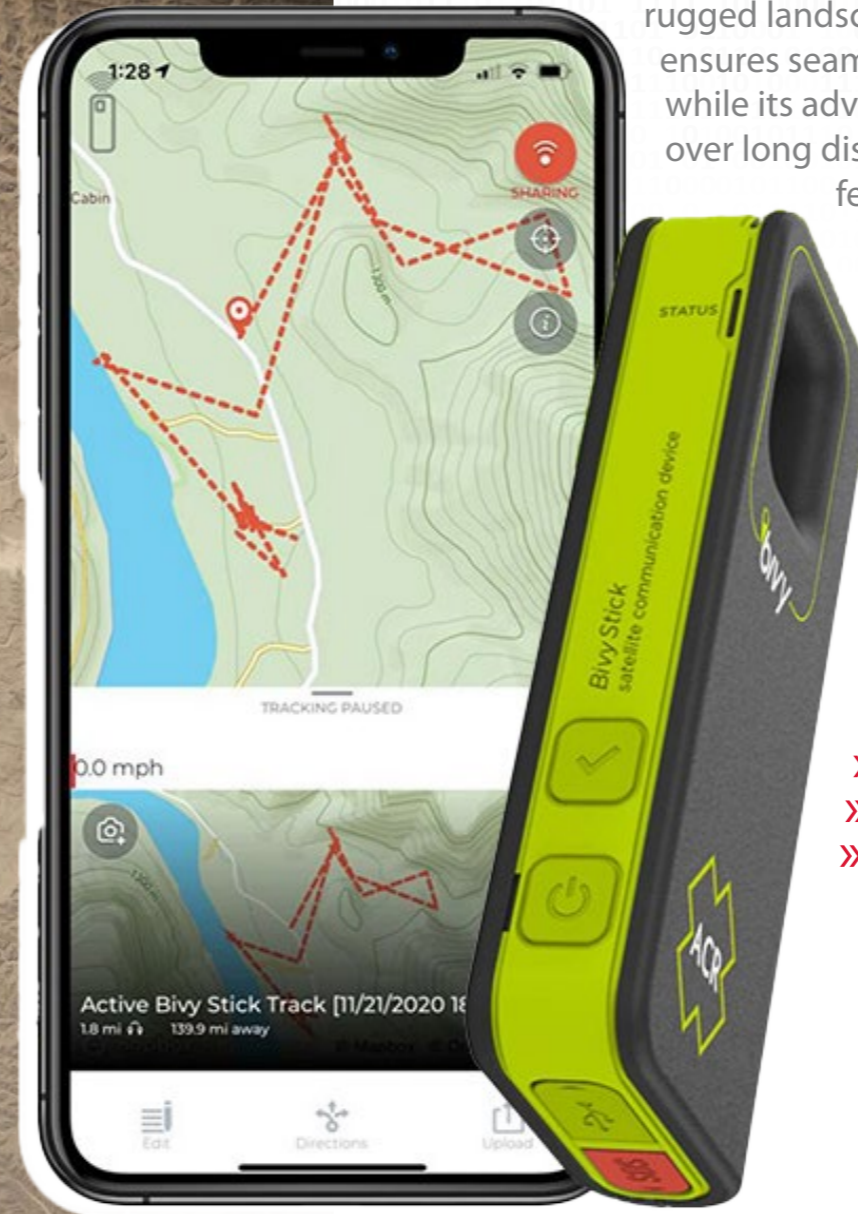 rugged landsc
ensures seam
while its adv
over long dis
fe
1:28
Cabin
SHARING
1300 m
TRACKING PAUSED
0.0 mph
1300 m
Active Bivy Stick Track [11/21/2020 18
1.8 mi
139.9 mi away
Edit
Directions
Upload
STATUS
Bivy Stick
satellite communication device
bivy
ACR
SOS
»
»